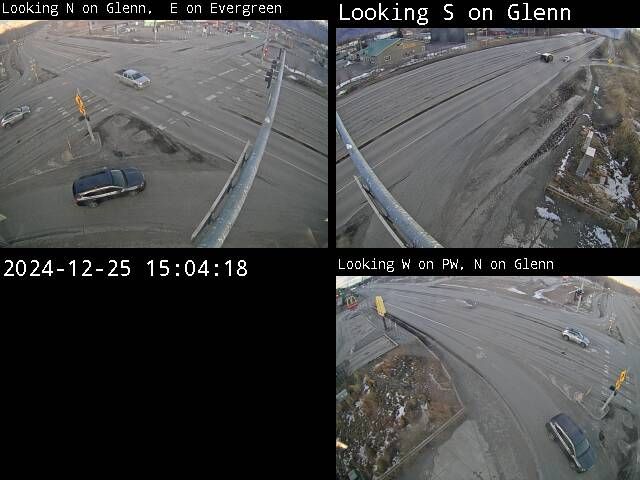 Looking N on Glenn,  E on Evergreen
Looking S on Glenn
2024-12-25 15:04:18
Looking W on PW, N on Glenn